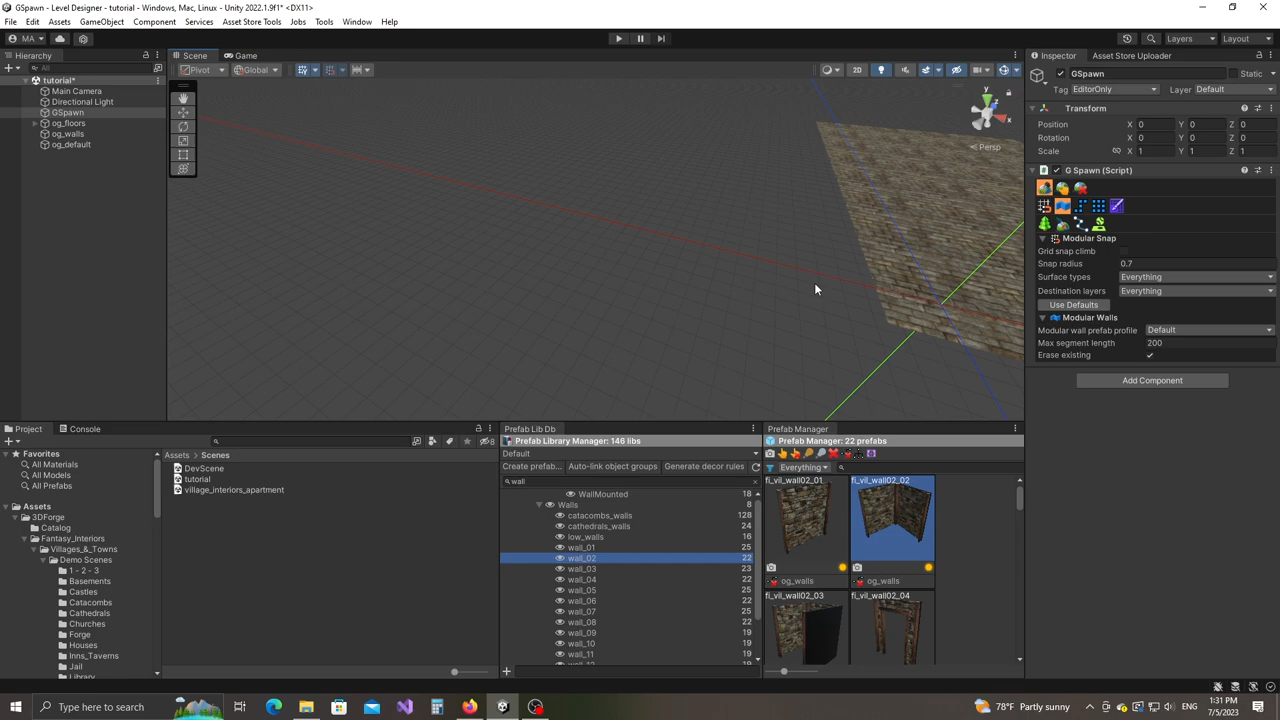 GSpawn - Level Designer - tutorial - Windows, Mac, Linux - Unity 2022.1.9f1* <DX11>
File Edit Assets GameObject Component Services Asset Store Tools Jobs Tools Window Help
MA Layers Layout
Hierarchy
All
tutorial*
Main Camera
Directional Light
GSpawn
og_floors
og_walls
og_default
Scene Game
Pivot Global 2D
y
x
Persp
Inspector Asset Store Uploader
GSpawn Static
Tag EditorOnly Layer Default
Transform
Position X 0 Y 0 Z 0
Rotation X 0 Y 0 Z 0
Scale X 1 Y 1 Z 1
G Spawn (Script)
Modular Snap
Grid snap climb
Snap radius 0.7
Surface types Everything
Destination layers Everything
Use Defaults
Modular Walls
Modular wall prefab profile Default
Max segment length 200
Erase existing
Add Component
Project Console
8
Favorites
All Materials
All Models
All Prefabs
Assets
3DForge
Catalog
Fantasy_Interiors
Villages_&_Towns
Demo Scenes
1 - 2 - 3
Basements
Castles
Catacombs
Cathedrals
Churches
Forge
Houses
Inns_Taverns
Jail
Library
Assets > Scenes
DevScene
tutorial
village_interiors_apartment
Prefab Lib Db
Prefab Library Manager: 146 libs
Default
Create prefab... Auto-link object groups Generate decor rules
wall
WallMounted 18
Walls 8
catacombs_walls 128
cathedrals_walls 24
low_walls 16
wall_01 25
wall_02 22
wall_03 23
wall_04 22
wall_05 25
wall_06 22
wall_07 25
wall_08 22
wall_09 19
wall_10 19
wall_11 19
Prefab Manager
Prefab Manager: 22 prefabs
Everything
fi_vil_wall02_01 fi_vil_wall02_02
og_walls og_walls
fi_vil_wall02_03 fi_vil_wall02_04
Type here to search
78°F Partly sunny
ENG
1:31 PM
7/5/2023